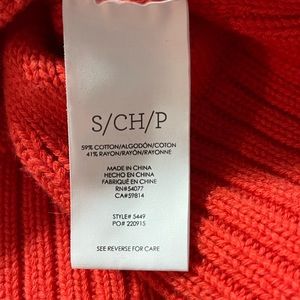 S/CH/P
59% COTTON/ALGODÓN/COTON
41% RAYON/RAYÓN/RAYONNE
MADE IN CHINA
HECHO EN CHINA
FABRIQUÉ EN CHINE
RN#54077
CA#59814
STYLE# 5449
PO# 220915
SEE REVERSE FOR CARE